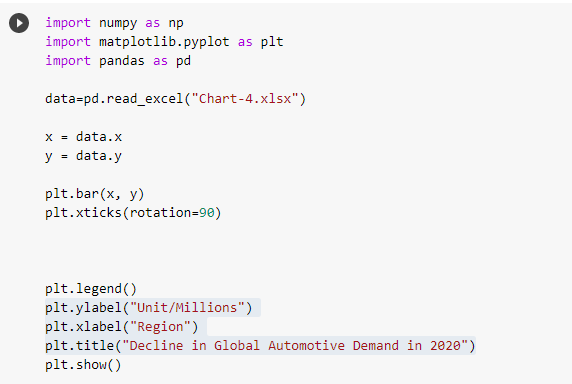 import numpy as np
import matplotlib.pyplot as plt
import pandas as pd
data=pd.read_excel("Chart-4.xlsx")
x = data.x
y = data.y
plt.bar(x, y)
plt.xticks(rotation=90)
plt.legend()
plt.ylabel("Unit/Millions")
plt.xlabel("Region")
plt.title("Decline in Global Automotive Demand in 2020")
plt.show()